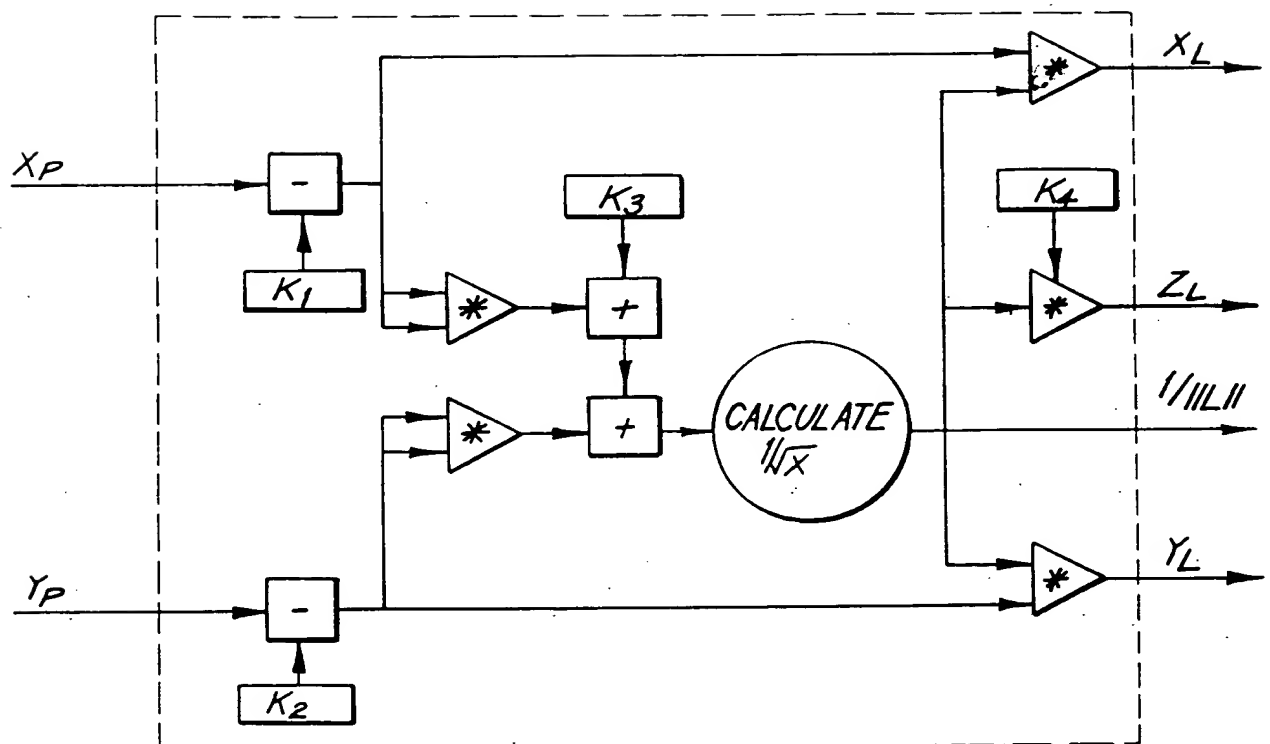 X_L
X_P
-
*
K_3
K_4
K_1
*
+
*
Z_L
1/||L||
*
+
CALCULATE
1/√X
Y_P
-
*
Y_L
K_2